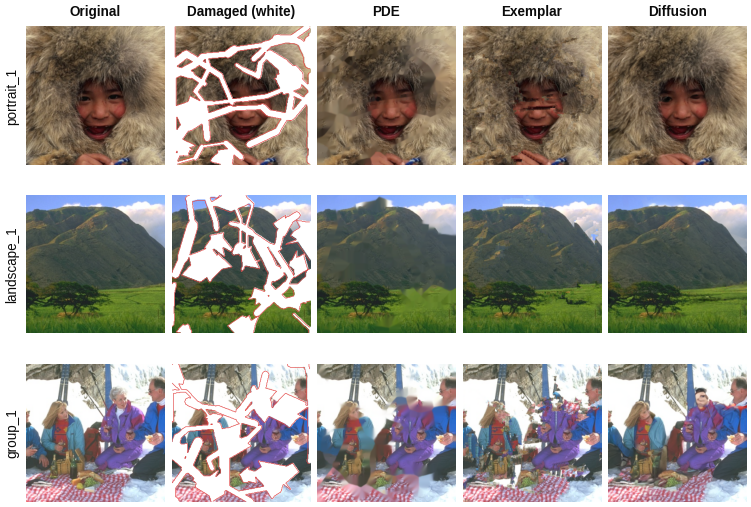 Original Damaged (white) PDE Exemplar Diffusion
portrait_1
landscape_1
group_1